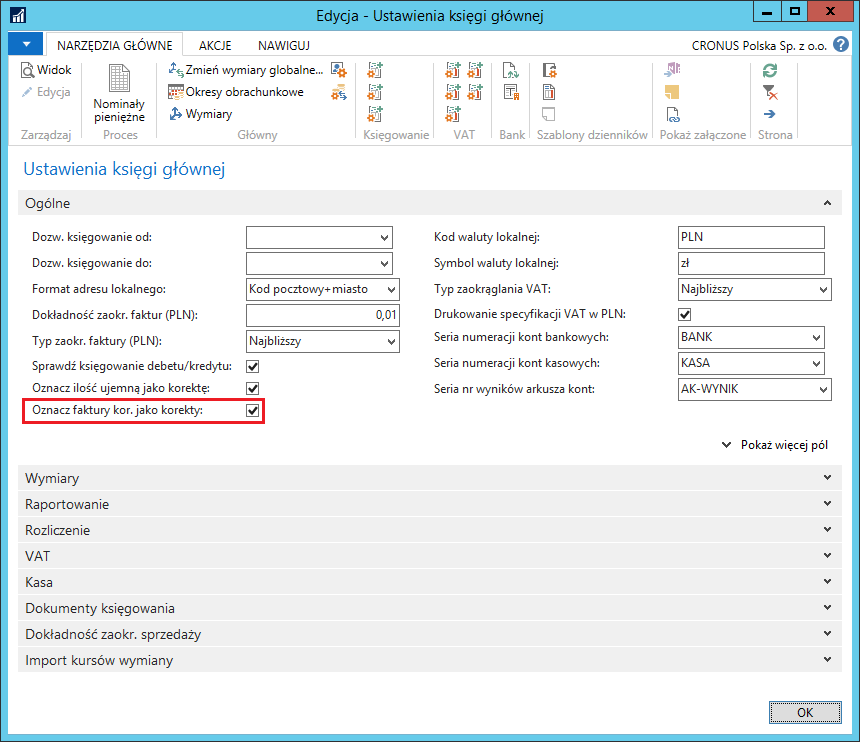 Edycja - Ustawienia księgi głównej
NARZĘDZIA GŁÓWNE
AKCJE
NAWIGUJ
CRONUS Polska Sp. z o.o.
Widok
Edycja
Zarządzaj
Nominały
pieniężne
Proces
Zmień wymiary globalne...
Okresy obrachunkowe
Wymiary
Główny
Księgowanie
VAT
Bank
Szablony dzienników
Pokaż załączone
Strona
Ustawienia księgi głównej
Ogólne
Dozw. księgowanie od:
Dozw. księgowanie do:
Format adresu lokalnego: Kod pocztowy+miasto
Dokładność zaokr. faktur (PLN): 0,01
Typ zaokr. faktury (PLN): Najbliższy
Sprawdź księgowanie debetu/kredytu:
Oznacz ilość ujemną jako korektę:
Oznacz faktury kor. jako korekty:
Kod waluty lokalnej: PLN
Symbol waluty lokalnej: zł
Typ zaokrąglania VAT: Najbliższy
Drukowanie specyfikacji VAT w PLN:
Seria numeracji kont bankowych: BANK
Seria numeracji kont kasowych: KASA
Seria nr wyników arkusza kont: AK-WYNIK
Pokaż więcej pól
Wymiary
Raportowanie
Rozliczenie
VAT
Kasa
Dokumenty księgowania
Dokładność zaokr. sprzedaży
Import kursów wymiany
OK